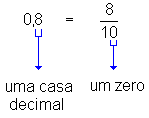 0,8 = 8/10
uma casa decimal
um zero